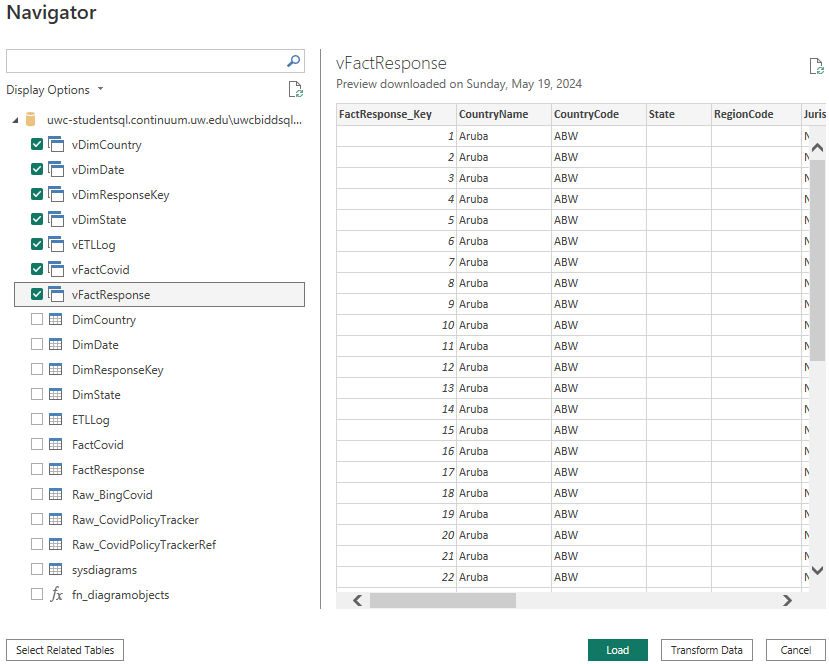 Navigator
Display Options
uwc-studentsql.continuum.uw.edu\uwcbiddsql...
vDimCountry
vDimDate
vDimResponseKey
vDimState
vETLLog
vFactCovid
vFactResponse
DimCountry
DimDate
DimResponseKey
DimState
ETLLog
FactCovid
FactResponse
Raw_BingCovid
Raw_CovidPolicyTracker
Raw_CovidPolicyTrackerRef
sysdiagrams
fx fn_diagramobjects
vFactResponse
Preview downloaded on Sunday, May 19, 2024
FactResponse_Key CountryName CountryCode State RegionCode Juris
1 Aruba ABW N
2 Aruba ABW N
3 Aruba ABW N
4 Aruba ABW N
5 Aruba ABW N
6 Aruba ABW N
7 Aruba ABW N
8 Aruba ABW N
9 Aruba ABW N
10 Aruba ABW N
11 Aruba ABW N
12 Aruba ABW N
13 Aruba ABW N
14 Aruba ABW N
15 Aruba ABW N
16 Aruba ABW N
17 Aruba ABW N
18 Aruba ABW N
19 Aruba ABW N
20 Aruba ABW N
21 Aruba ABW N
22 Aruba ABW N
Select Related Tables
Load
Transform Data
Cancel